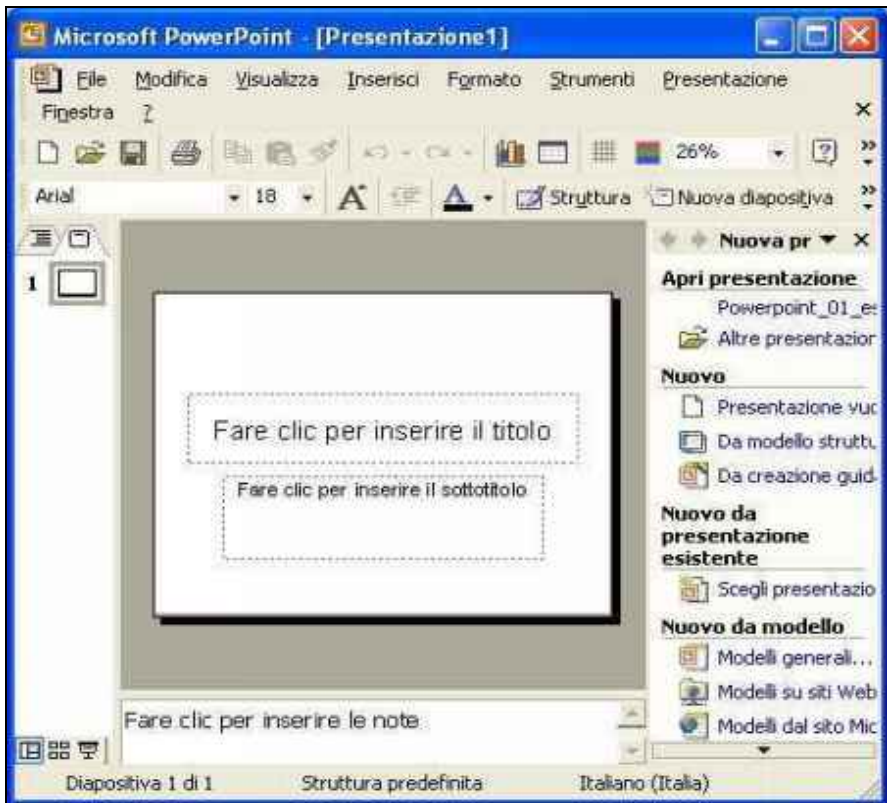 Microsoft PowerPoint - [Presentazione1]
File Modifica Visualizza Inserisci Formato Strumenti Presentazione
Finestra ?
26%
Arial 18 A A Struttura Nuova diapositiva
Nuova pr
1
Apri presentazione
Powerpoint_01_es
Altre presentazion
Nuovo
Presentazione vuo
Da modello struttu
Da creazione guid
Nuovo da
presentazione
esistente
Scegli presentazio
Nuovo da modello
Modelli generali...
Modelli su siti Web
Modelli dal sito Mic
Fare clic per inserire il titolo
Fare clic per inserire il sottotitolo
Fare clic per inserire le note
Diapositiva 1 di 1 Struttura predefinita Italiano (Italia)